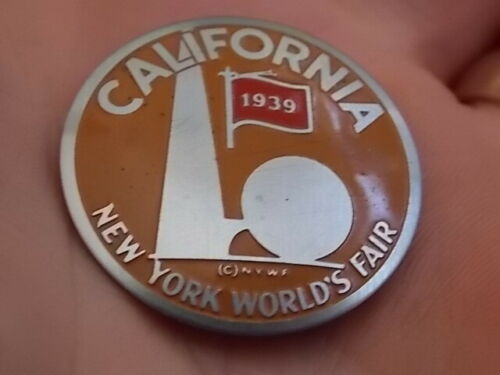 CALIFORNIA
1939
(C) N Y W F
NEW YORK WORLD'S FAIR